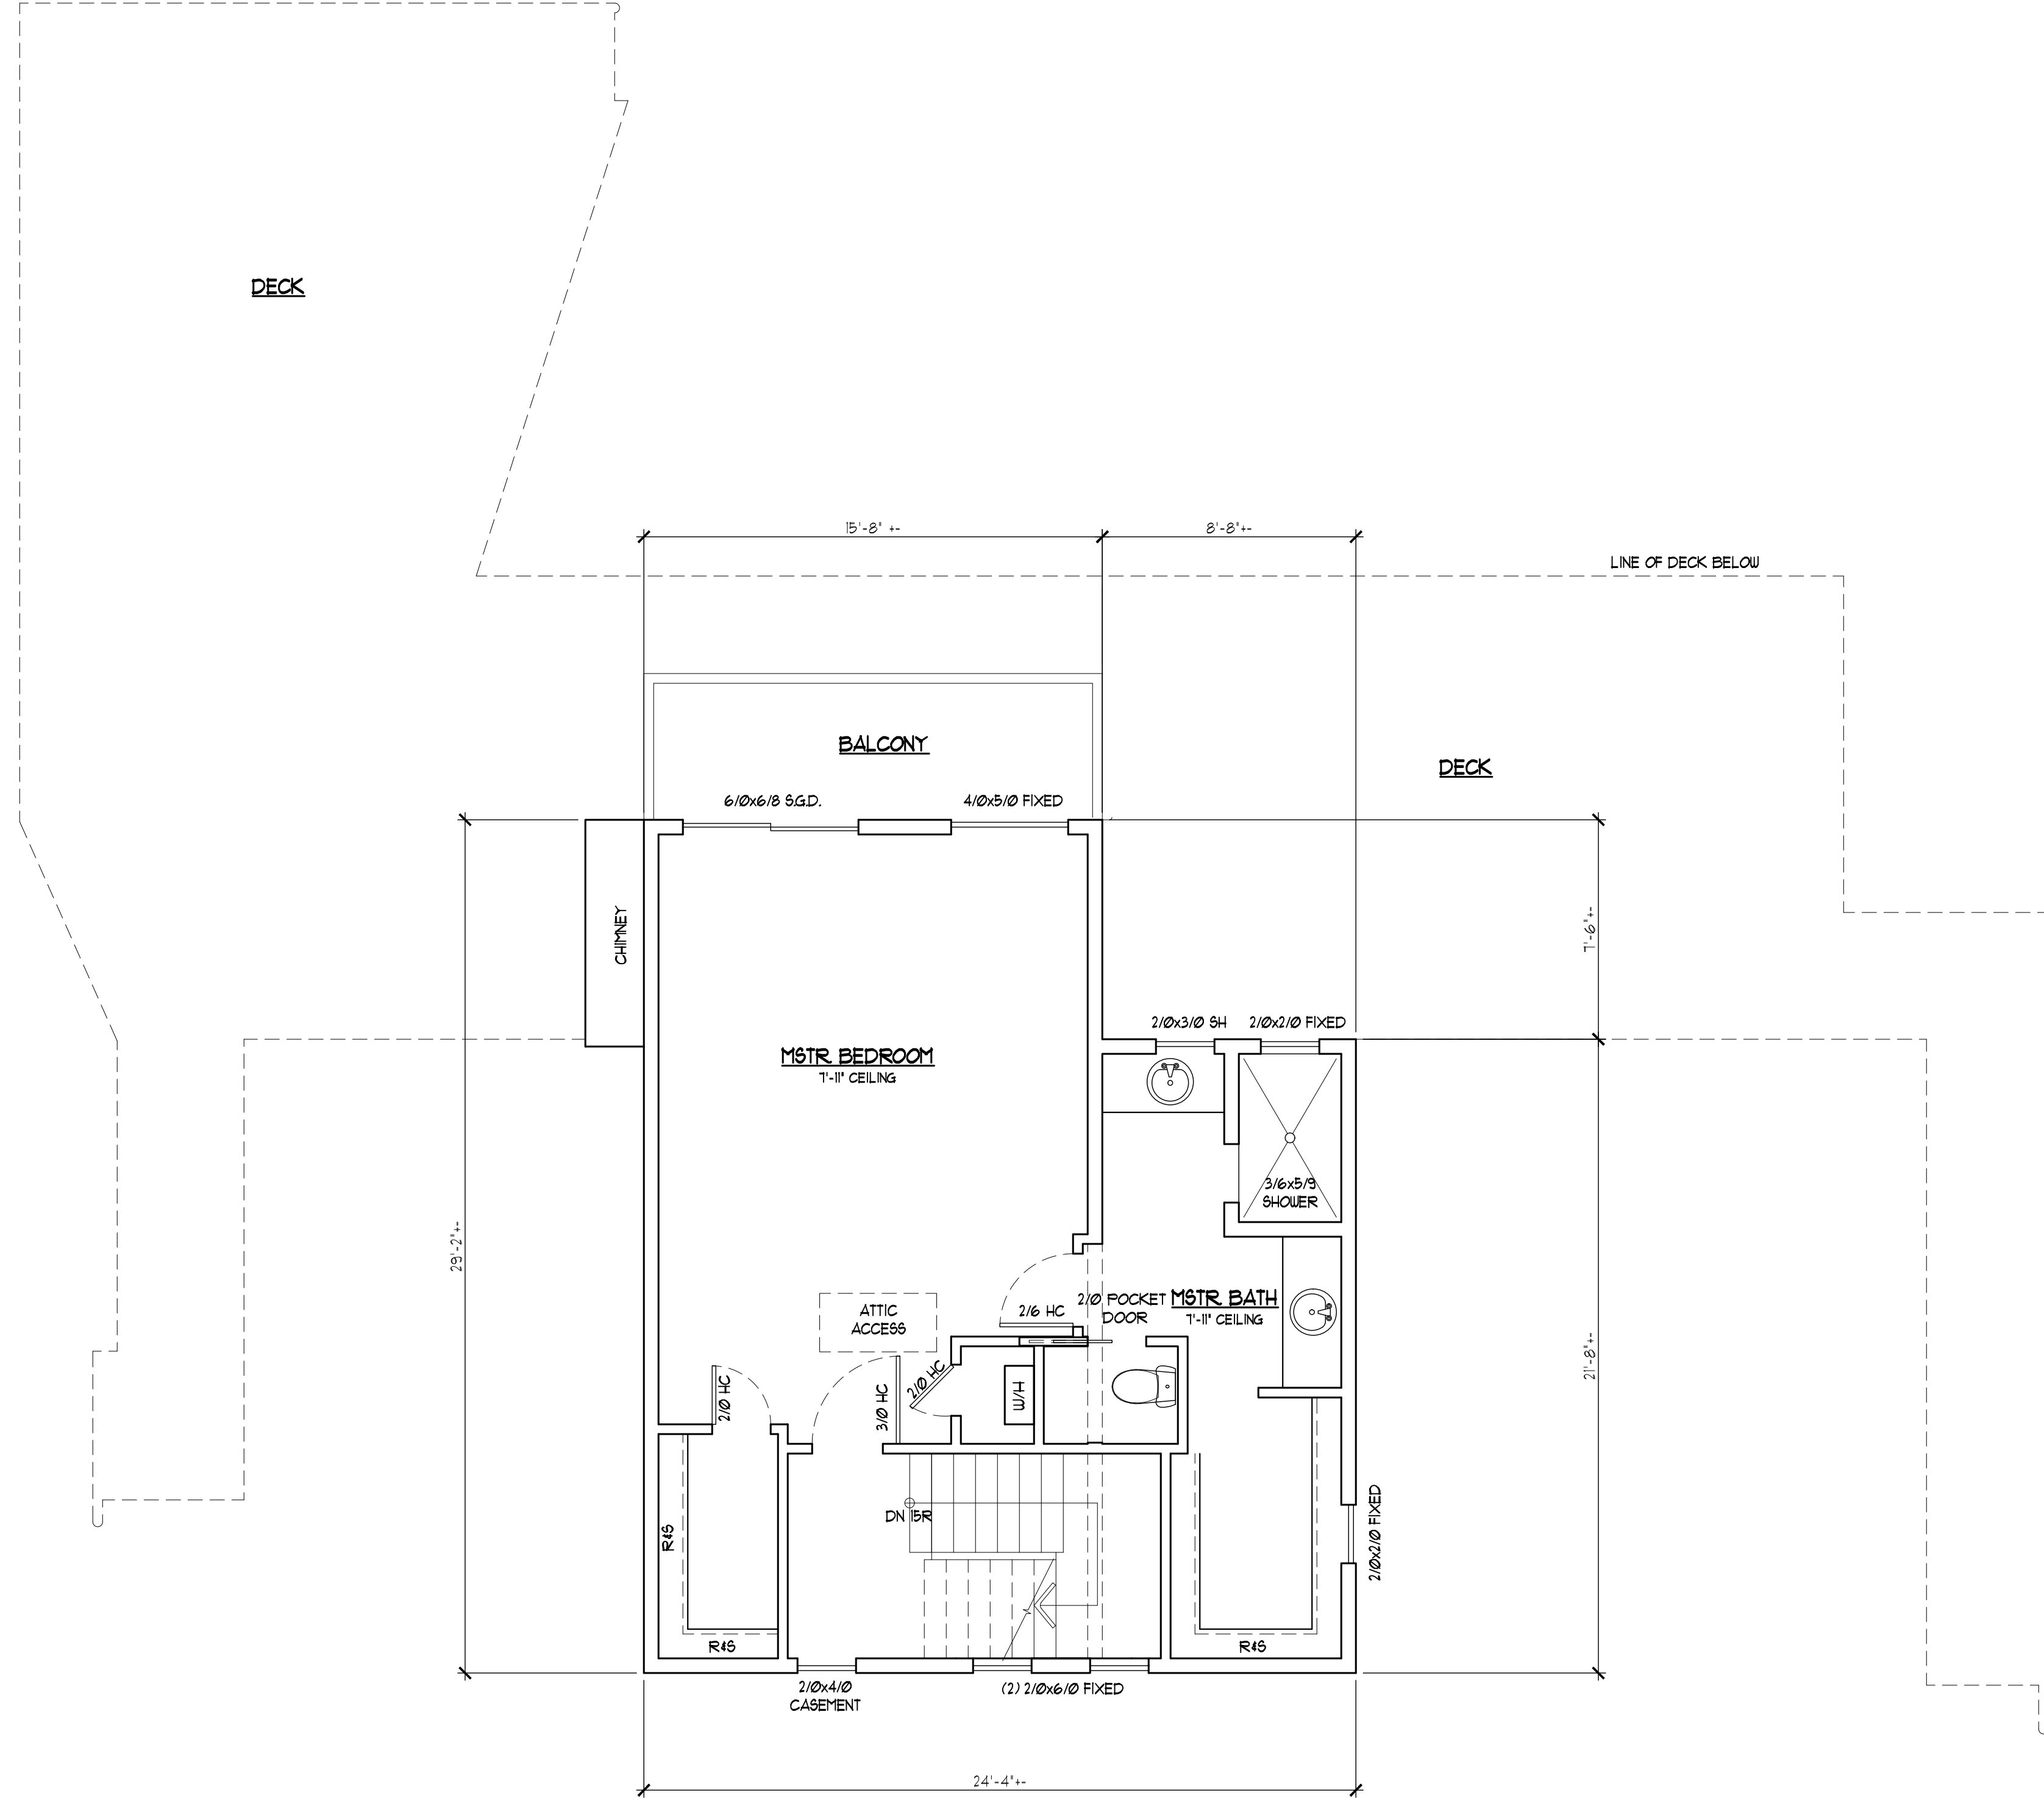 DECK
15'-8" +-
8'-8"+-
LINE OF DECK BELOW
BALCONY
DECK
6/0x6/8 S.G.D.
4/0x5/0 FIXED
CHIMNEY
7'-6"+-
2/0x3/0 SH
2/0x2/0 FIXED
MSTR BEDROOM
7'-11" CEILING
3/6x5/9
SHOWER
29'-2"+-
ATTIC
ACCESS
2/6 HC
2/0 POCKET
DOOR
MSTR BATH
7'-11" CEILING
21'-8"+-
2/0 HC
3/0 HC
2/0 HC
W/H
DN 15R
R&S
R&S
R&S
2/0x2/0 FIXED
2/0x4/0
CASEMENT
(2) 2/0x6/0 FIXED
24'-4"+-